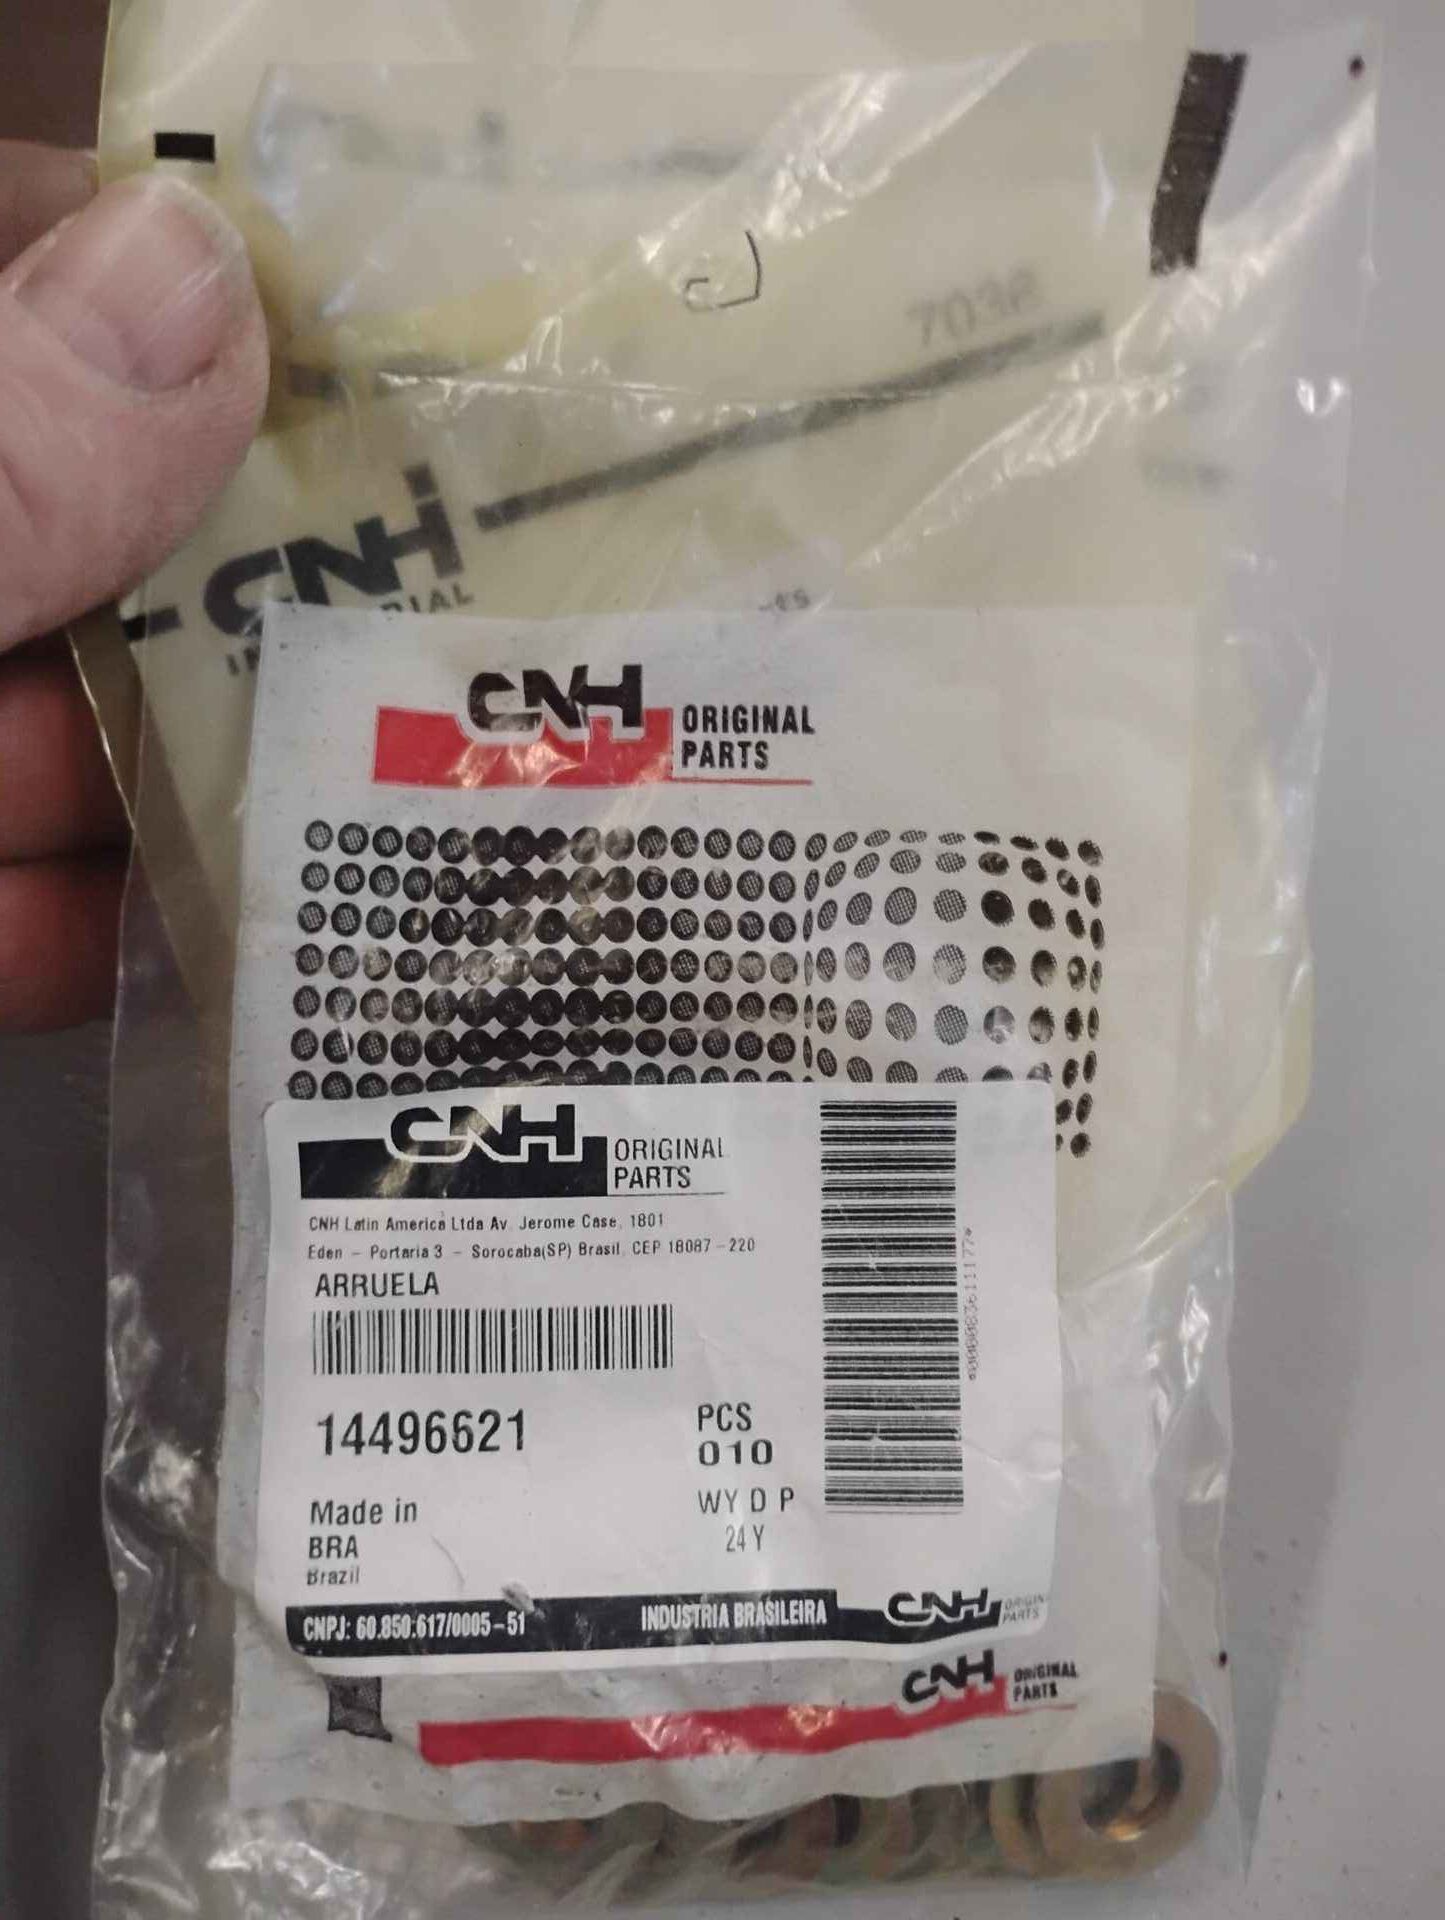 CNH
CNH
ORIGINAL
PARTS
CNH
ORIGINAL
PARTS
CNH Latin America Ltda Av. Jerome Case, 1801
Eden – Portaria 3 – Sorocaba(SP) Brasil. CEP 18087-220
ARRUELA
14496621
PCS
010
WY D P
24 Y
Made in
BRA
Brazil
CNPJ: 60.850:617/0005-51
INDUSTRIA BRASILEIRA
CNH
PARTS
CNH
ORIGINAL
PARTS